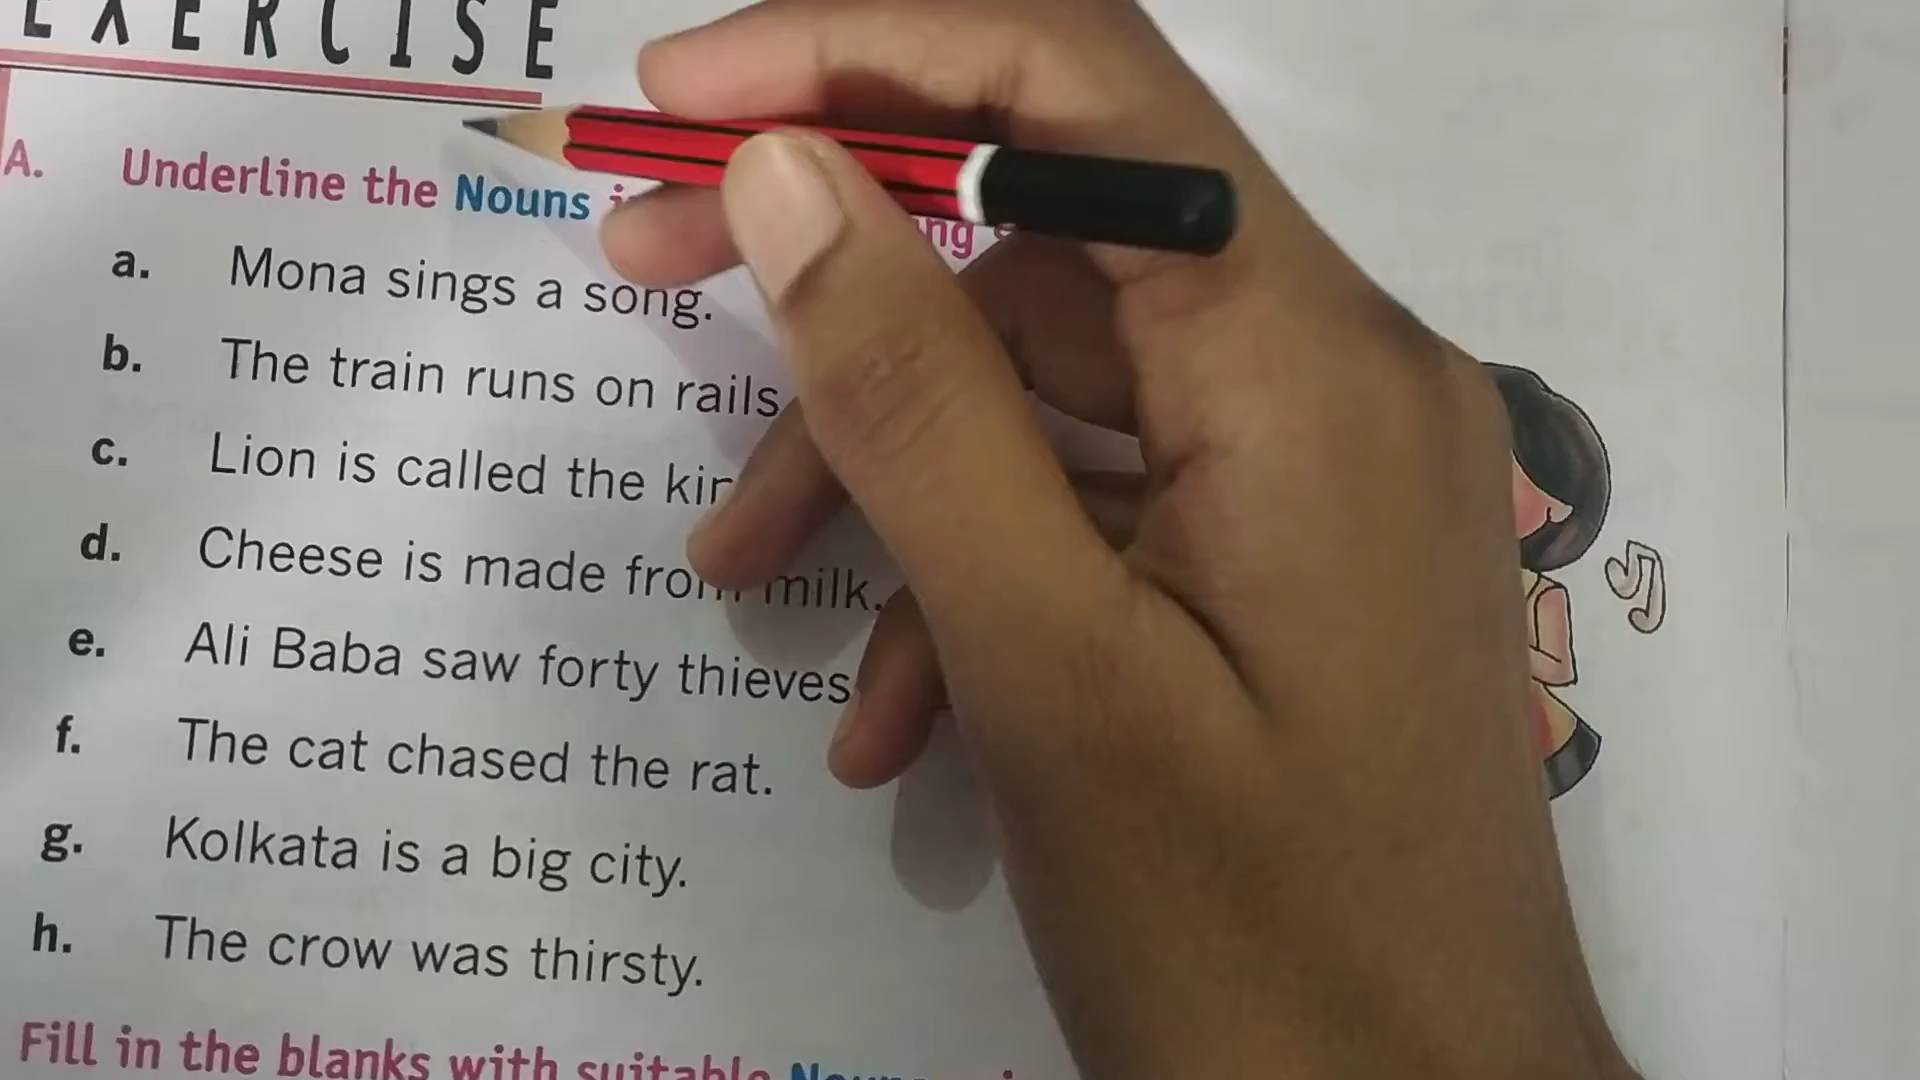 EXERCISE
A. Underline the Nouns
a. Mona sings a song.
b. The train runs on rails
c. Lion is called the
d. Cheese is made from milk.
e. Ali Baba saw forty thieves
f. The cat chased the rat.
g. Kolkata is a big city.
h. The crow was thirsty.
Fill in the blanks with suitable